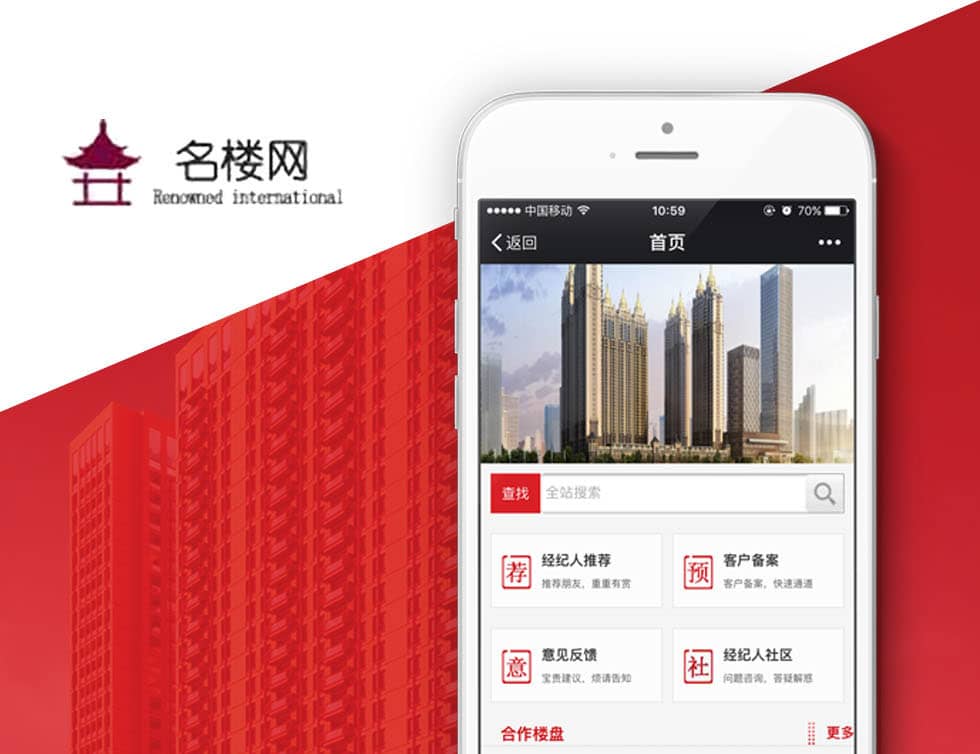 名楼网
Renowned international
中国移动 10:59 70%
返回 首页
查找 全站搜索
荐 经纪人推荐
推荐朋友，重重有赏
预 客户备案
客户备案，快速通道
意 意见反馈
宝贵建议，烦请告知
社 经纪人社区
问题咨询，答疑解惑
合作楼盘 更多